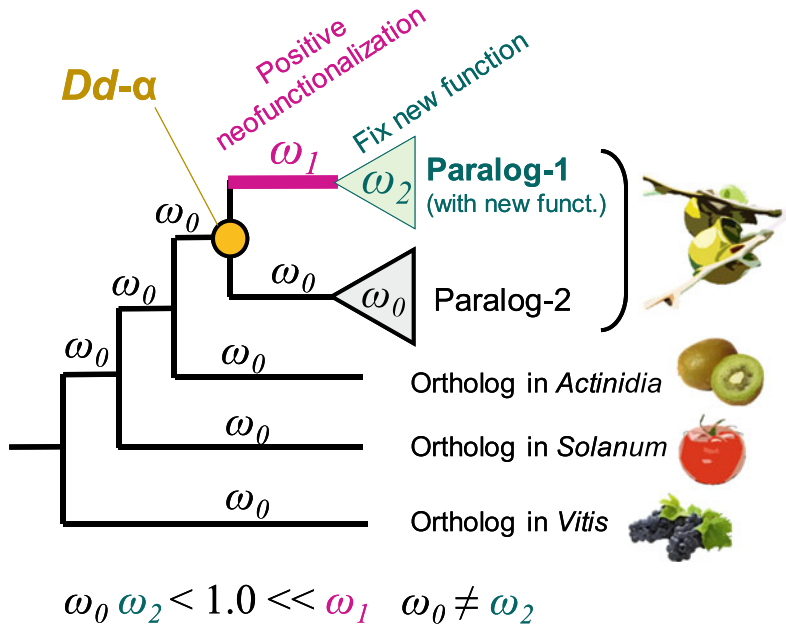 Positive
neofunctionalization
Fix new function
Dd-α
ω1
ω2
Paralog-1
(with new funct.)
ω0
ω0
ω0
ω0
Paralog-2
ω0
ω0
Ortholog in Actinidia
ω0
Ortholog in Solanum
ω0
Ortholog in Vitis
ω0 ω2 < 1.0 << ω1 ω0 ≠ ω2